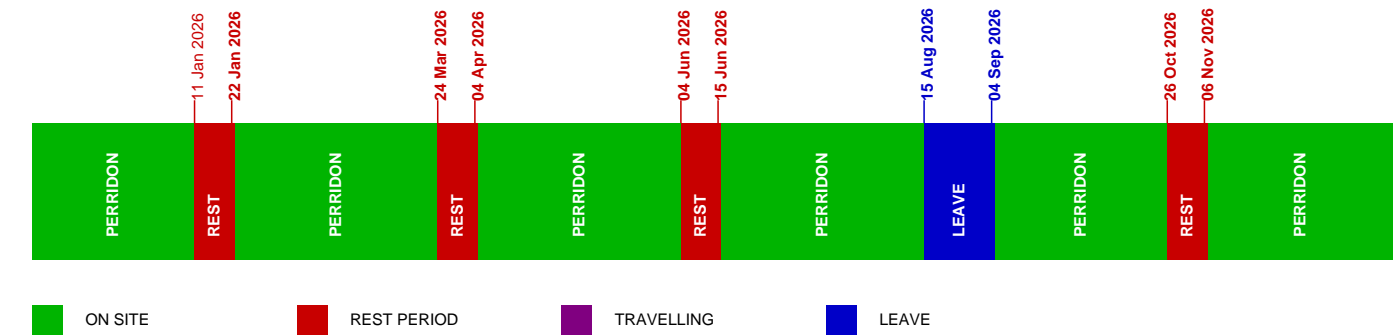 11 Jan 2026
22 Jan 2026
24 Mar 2026
04 Apr 2026
04 Jun 2026
15 Jun 2026
15 Aug 2026
04 Sep 2026
26 Oct 2026
06 Nov 2026
PERRIDON
REST
PERRIDON
REST
PERRIDON
REST
PERRIDON
LEAVE
PERRIDON
REST
PERRIDON
ON SITE
REST PERIOD
TRAVELLING
LEAVE